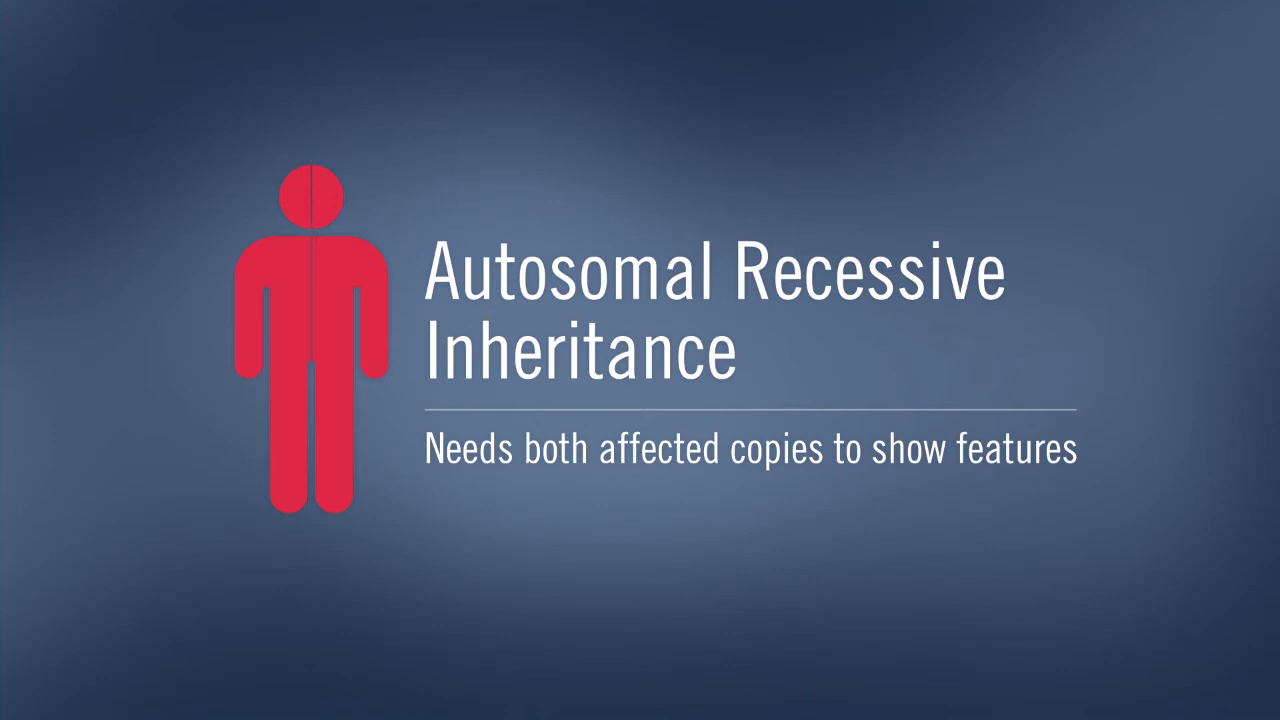 Autosomal Recessive
Inheritance
Needs both affected copies to show features